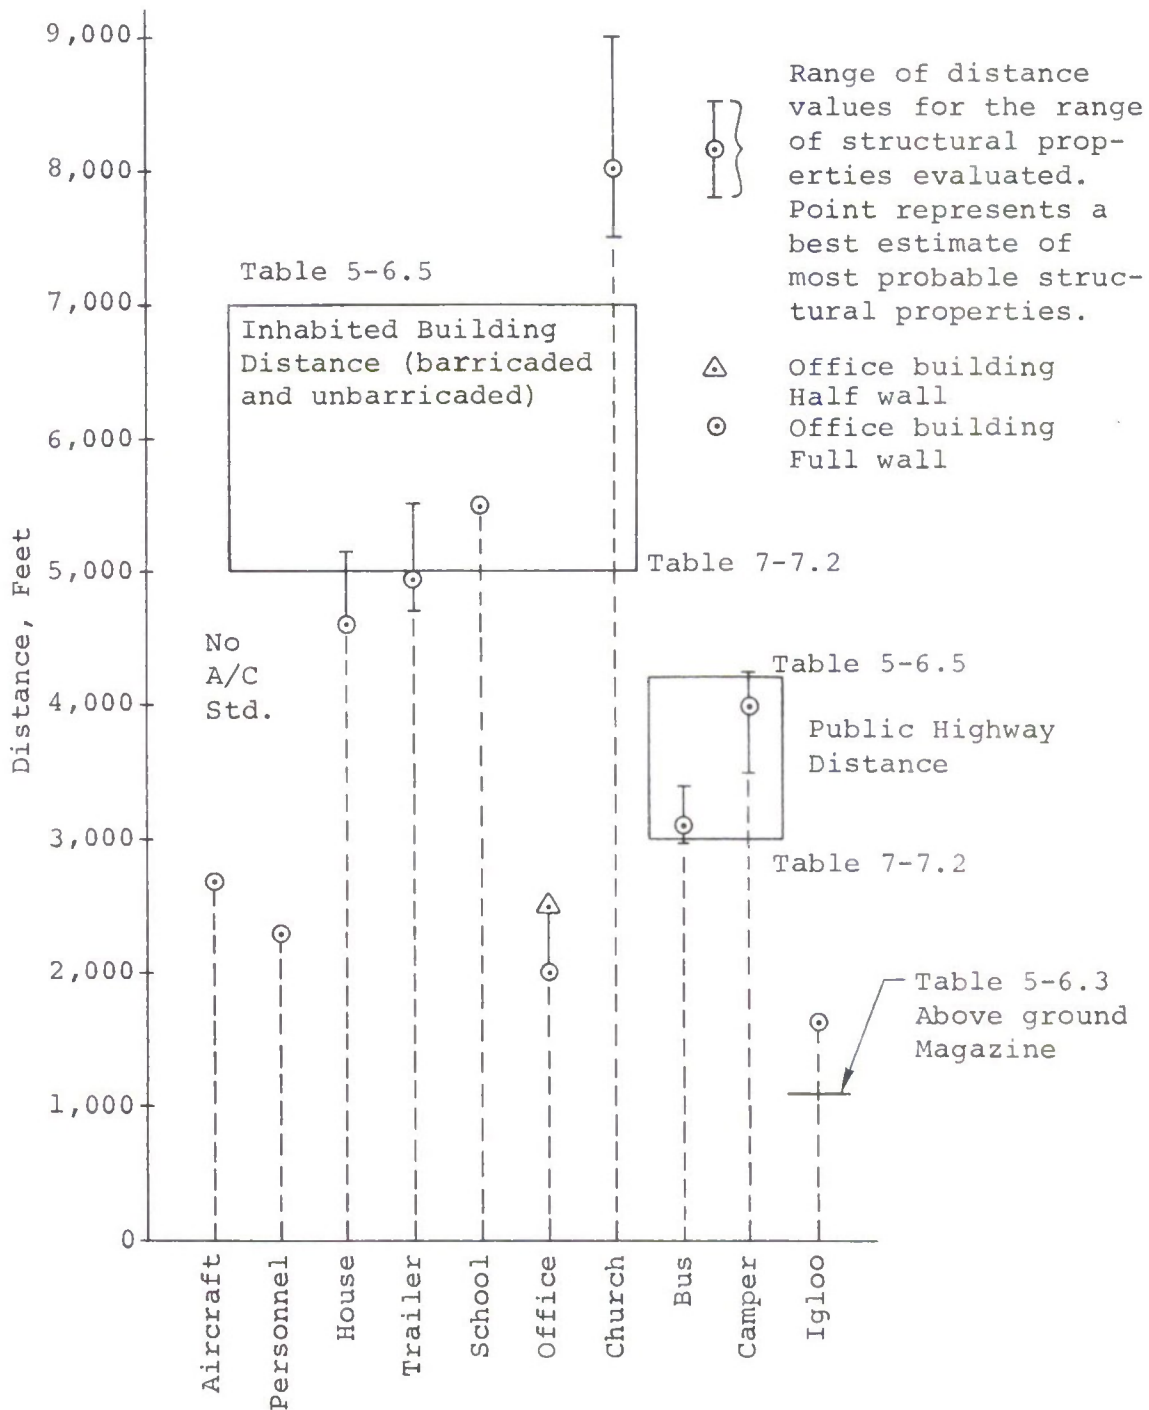 9,000
8,000
7,000
6,000
5,000
4,000
3,000
2,000
1,000
0
Distance, Feet
Range of distance
values for the range
of structural prop-
erties evaluated.
Point represents a
best estimate of
most probable struc-
tural properties.
Office building
Half wall
Office building
Full wall
Table 5-6.5
Inhabited Building
Distance (barricaded
and unbarricaded)
Table 7-7.2
No
A/C
Std.
Table 5-6.5
Public Highway
Distance
Table 7-7.2
Table 5-6.3
Above ground
Magazine
Aircraft
Personnel
House
Trailer
School
Office
Church
Bus
Camper
Igloo